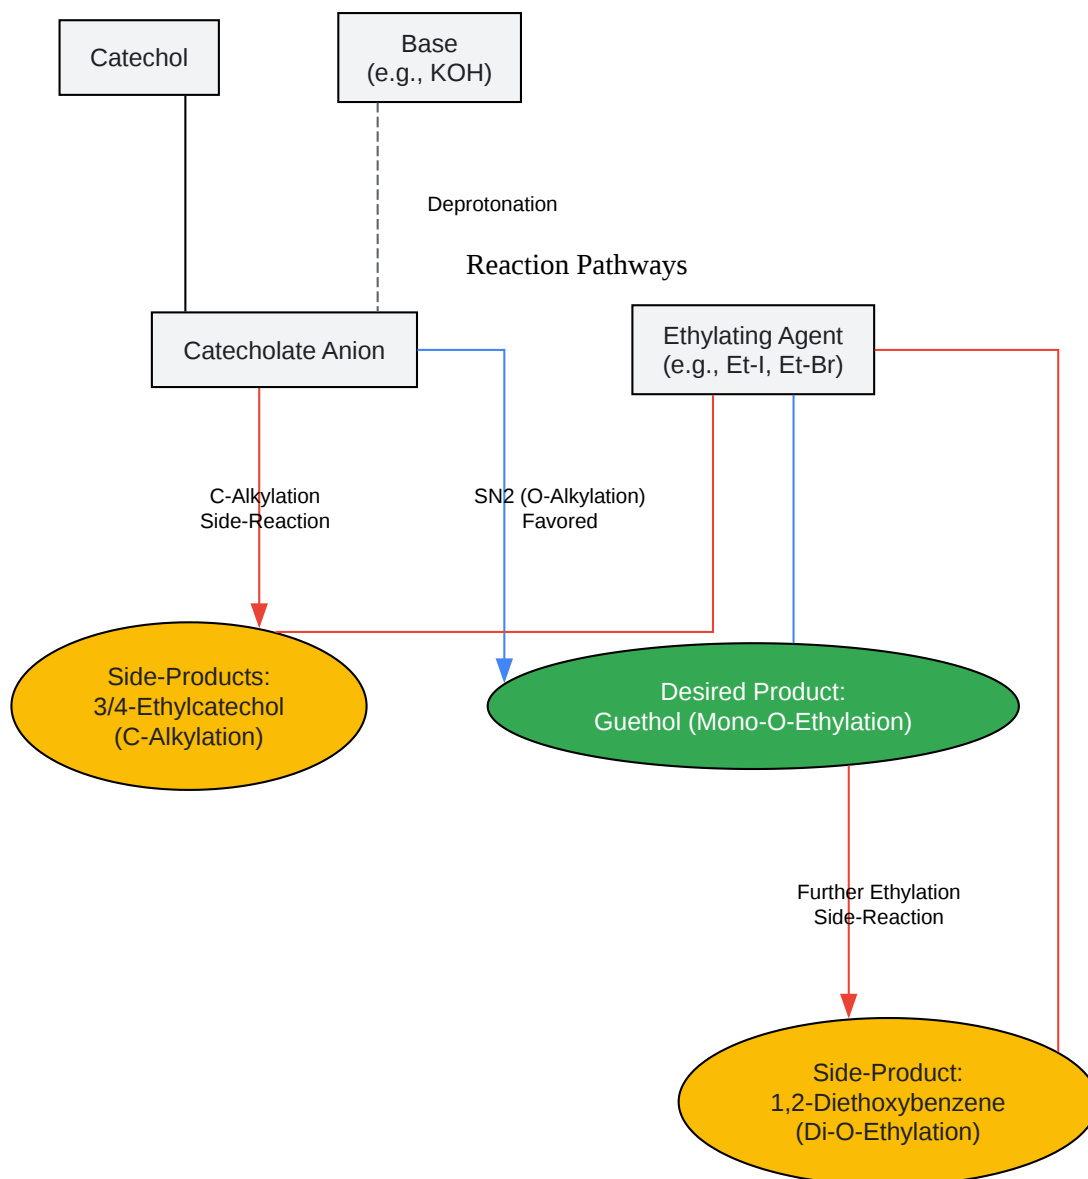 Catechol
Base
(e.g., KOH)
Deprotonation
Reaction Pathways
Catecholate Anion
Ethylating Agent
(e.g., Et-I, Et-Br)
C-Alkylation
Side-Reaction
SN2 (O-Alkylation)
Favored
Side-Products:
3/4-Ethylcatechol
(C-Alkylation)
Desired Product:
Guethol (Mono-O-Ethylation)
Further Ethylation
Side-Reaction
Side-Product:
1,2-Diethoxybenzene
(Di-O-Ethylation)